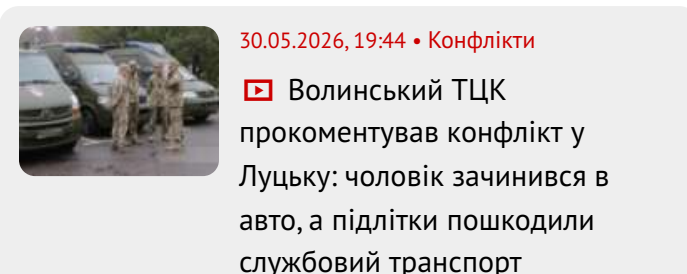 30.05.2026, 19:44 • Конфлікти
Волинський ТЦК
прокоментував конфлікт у
Луцьку: чоловік зачинився в
авто, а підлітки пошкодили
службовий транспорт